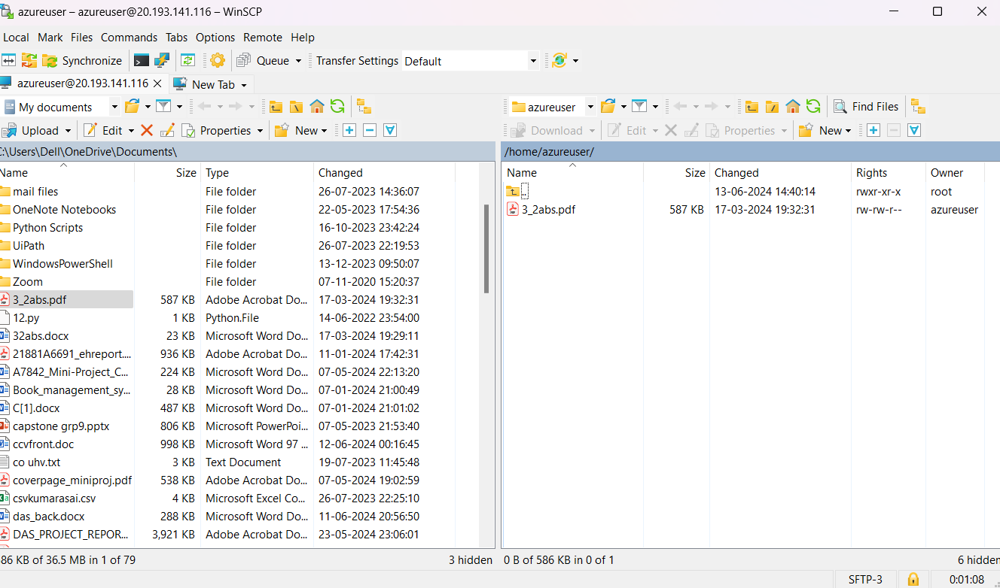 azureuser – azureuser@20.193.141.116 – WinSCP
Local Mark Files Commands Tabs Options Remote Help
Synchronize Queue Transfer Settings Default
azureuser@20.193.141.116 New Tab
My documents azureuser Find Files
Upload Edit Properties New Download Edit Properties New
:\Users\Dell\OneDrive\Documents\ /home/azureuser/
Name Size Type Changed Name Size Changed Rights Owner
mail files File folder 26-07-2023 14:36:07 .. 13-06-2024 14:40:14 rwxr-xr-x root
OneNote Notebooks File folder 22-05-2023 17:54:36 3_2abs.pdf 587 KB 17-03-2024 19:32:31 rw-rw-r-- azureuser
Python Scripts File folder 16-10-2023 23:42:24
UiPath File folder 26-07-2023 22:19:53
WindowsPowerShell File folder 13-12-2023 09:50:07
Zoom File folder 07-11-2020 15:20:37
3_2abs.pdf 587 KB Adobe Acrobat Do... 17-03-2024 19:32:31
12.py 1 KB Python.File 14-06-2022 23:54:00
32abs.docx 23 KB Microsoft Word Do... 17-03-2024 19:29:11
21881A6691_ehreport.... 936 KB Adobe Acrobat Do... 11-01-2024 17:42:31
A7842_Mini-Project_C... 224 KB Microsoft Word Do... 07-05-2024 22:13:20
Book_management_sy... 28 KB Microsoft Word Do... 07-01-2024 21:00:49
C[1].docx 487 KB Microsoft Word Do... 07-01-2024 21:01:02
capstone grp9.pptx 806 KB Microsoft PowerPoi... 07-05-2023 21:53:40
ccvfront.doc 998 KB Microsoft Word 97 ... 12-06-2024 00:16:45
co uhv.txt 3 KB Text Document 19-07-2023 11:45:48
coverpage_miniproj.pdf 538 KB Adobe Acrobat Do... 07-05-2024 19:02:59
csvkumarasai.csv 4 KB Microsoft Excel Co... 26-07-2023 22:25:10
das_back.docx 288 KB Microsoft Word Do... 11-06-2024 20:56:50
DAS_PROJECT_REPOR... 3,921 KB Adobe Acrobat Do... 23-05-2024 23:06:01
86 KB of 36.5 MB in 1 of 79 3 hidden 0 B of 586 KB in 0 of 1 6 hidden
SFTP-3 0:01:08